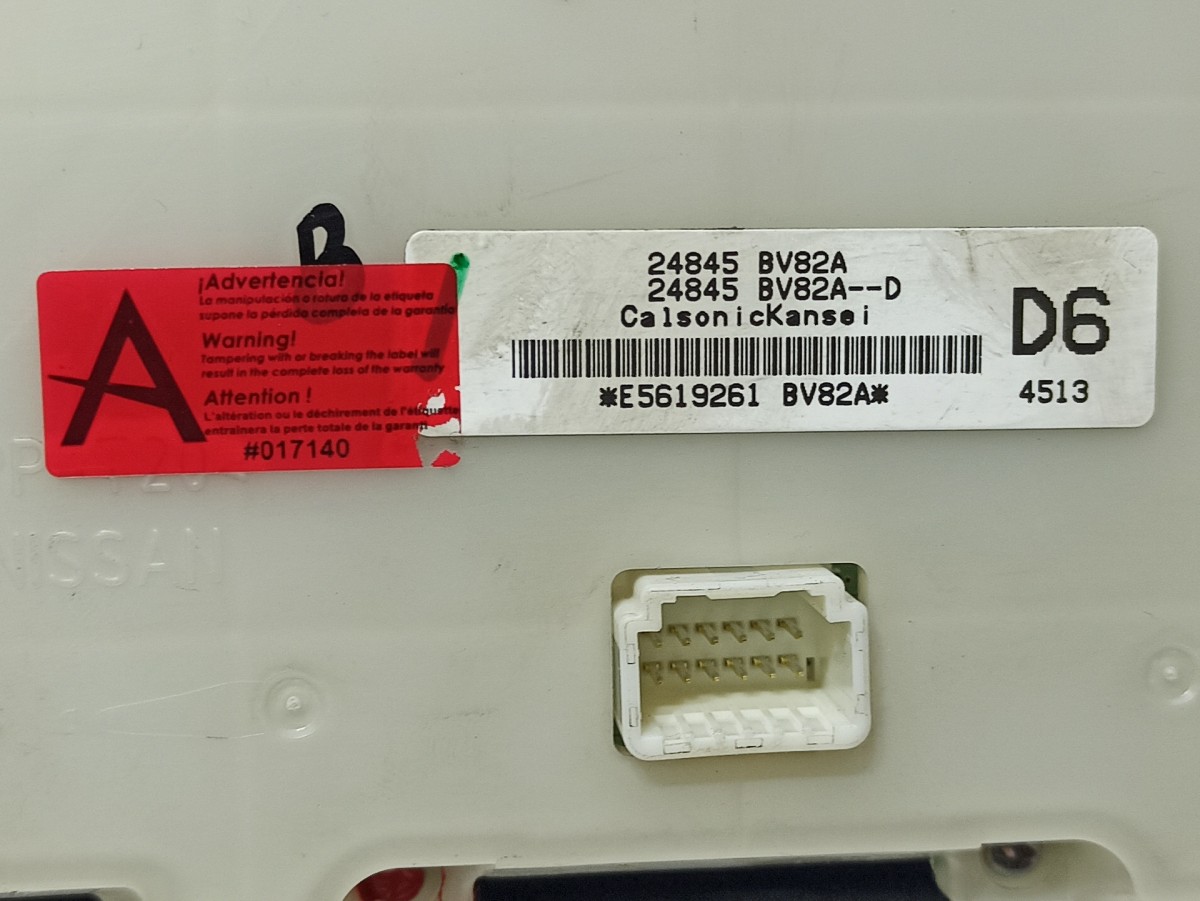 B
¡Advertencia!
La manipulación o rotura de la etiqueta
supone la pérdida completa de la garantía
Warning!
Tampering with or breaking the label will
result in the complete loss of the warranty
Attention !
L'altération ou le déchirement de l'étiquette
entraînera la perte totale de la garanti
#017140
A
24845 BV82A
24845 BV82A--D
CalsonicKansei
*E5619261 BV82A*
D6
4513
NISSAN